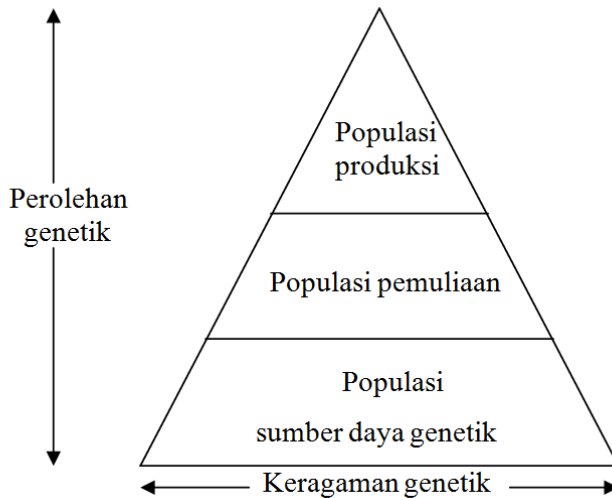 Populasi
produksi
Perolehan
genetik
Populasi pemuliaan
Populasi
sumber daya genetik
Keragaman genetik